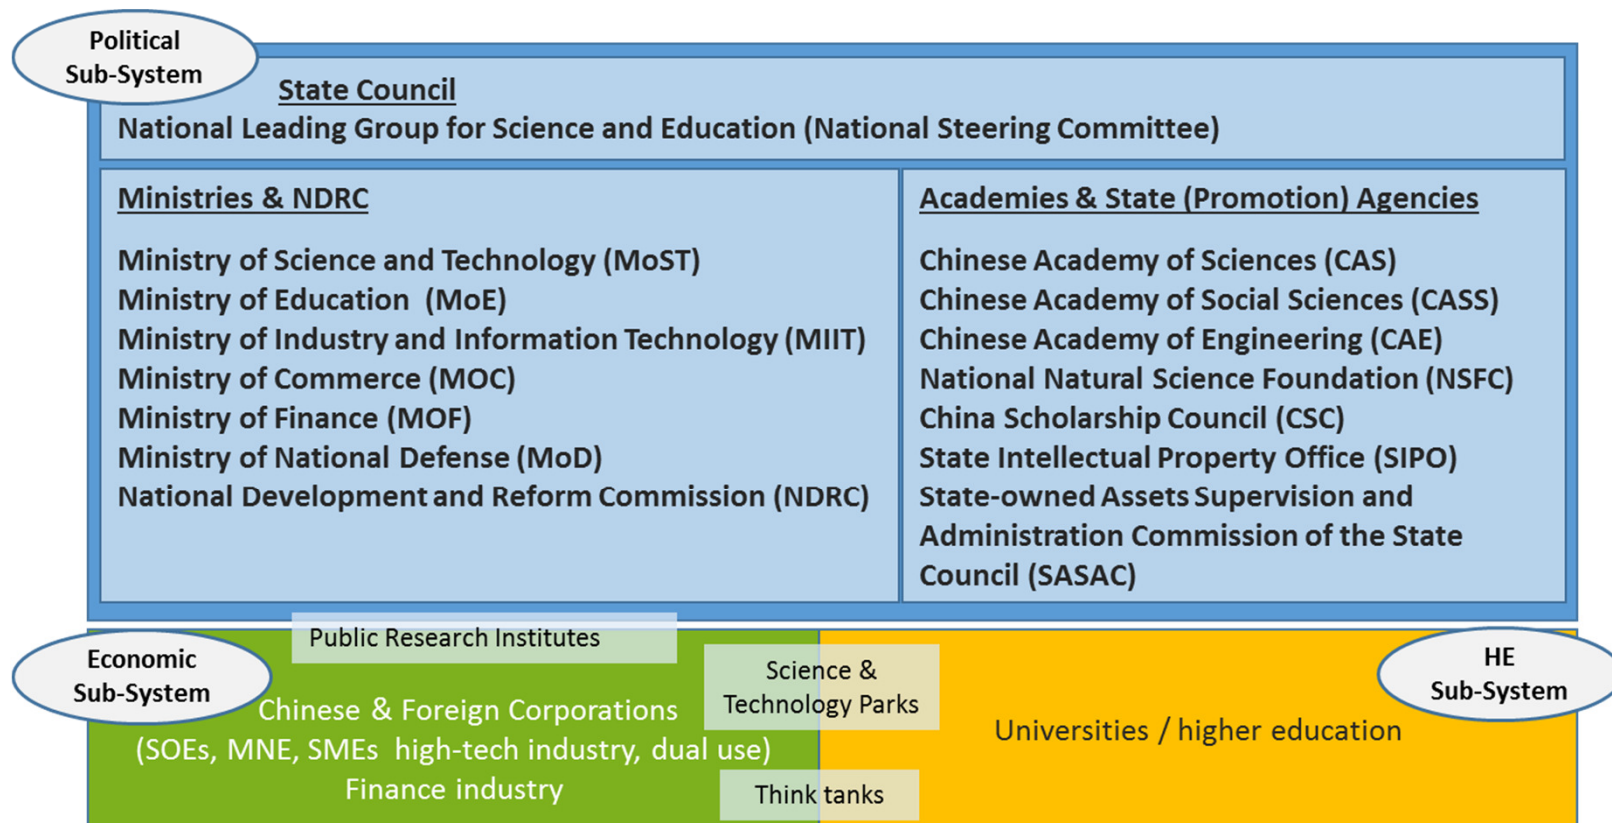 Political
Sub-System
State Council
National Leading Group for Science and Education (National Steering Committee)
Ministries & NDRC
Ministry of Science and Technology (MoST)
Ministry of Education (MoE)
Ministry of Industry and Information Technology (MIIT)
Ministry of Commerce (MOC)
Ministry of Finance (MOF)
Ministry of National Defense (MoD)
National Development and Reform Commission (NDRC)
Academies & State (Promotion) Agencies
Chinese Academy of Sciences (CAS)
Chinese Academy of Social Sciences (CASS)
Chinese Academy of Engineering (CAE)
National Natural Science Foundation (NSFC)
China Scholarship Council (CSC)
State Intellectual Property Office (SIPO)
State-owned Assets Supervision and
Administration Commission of the State
Council (SASAC)
Public Research Institutes
Economic
Sub-System
Chinese & Foreign Corporations
(SOEs, MNE, SMEs high-tech industry, dual use)
Finance industry
Science &
Technology Parks
Think tanks
HE
Sub-System
Universities / higher education